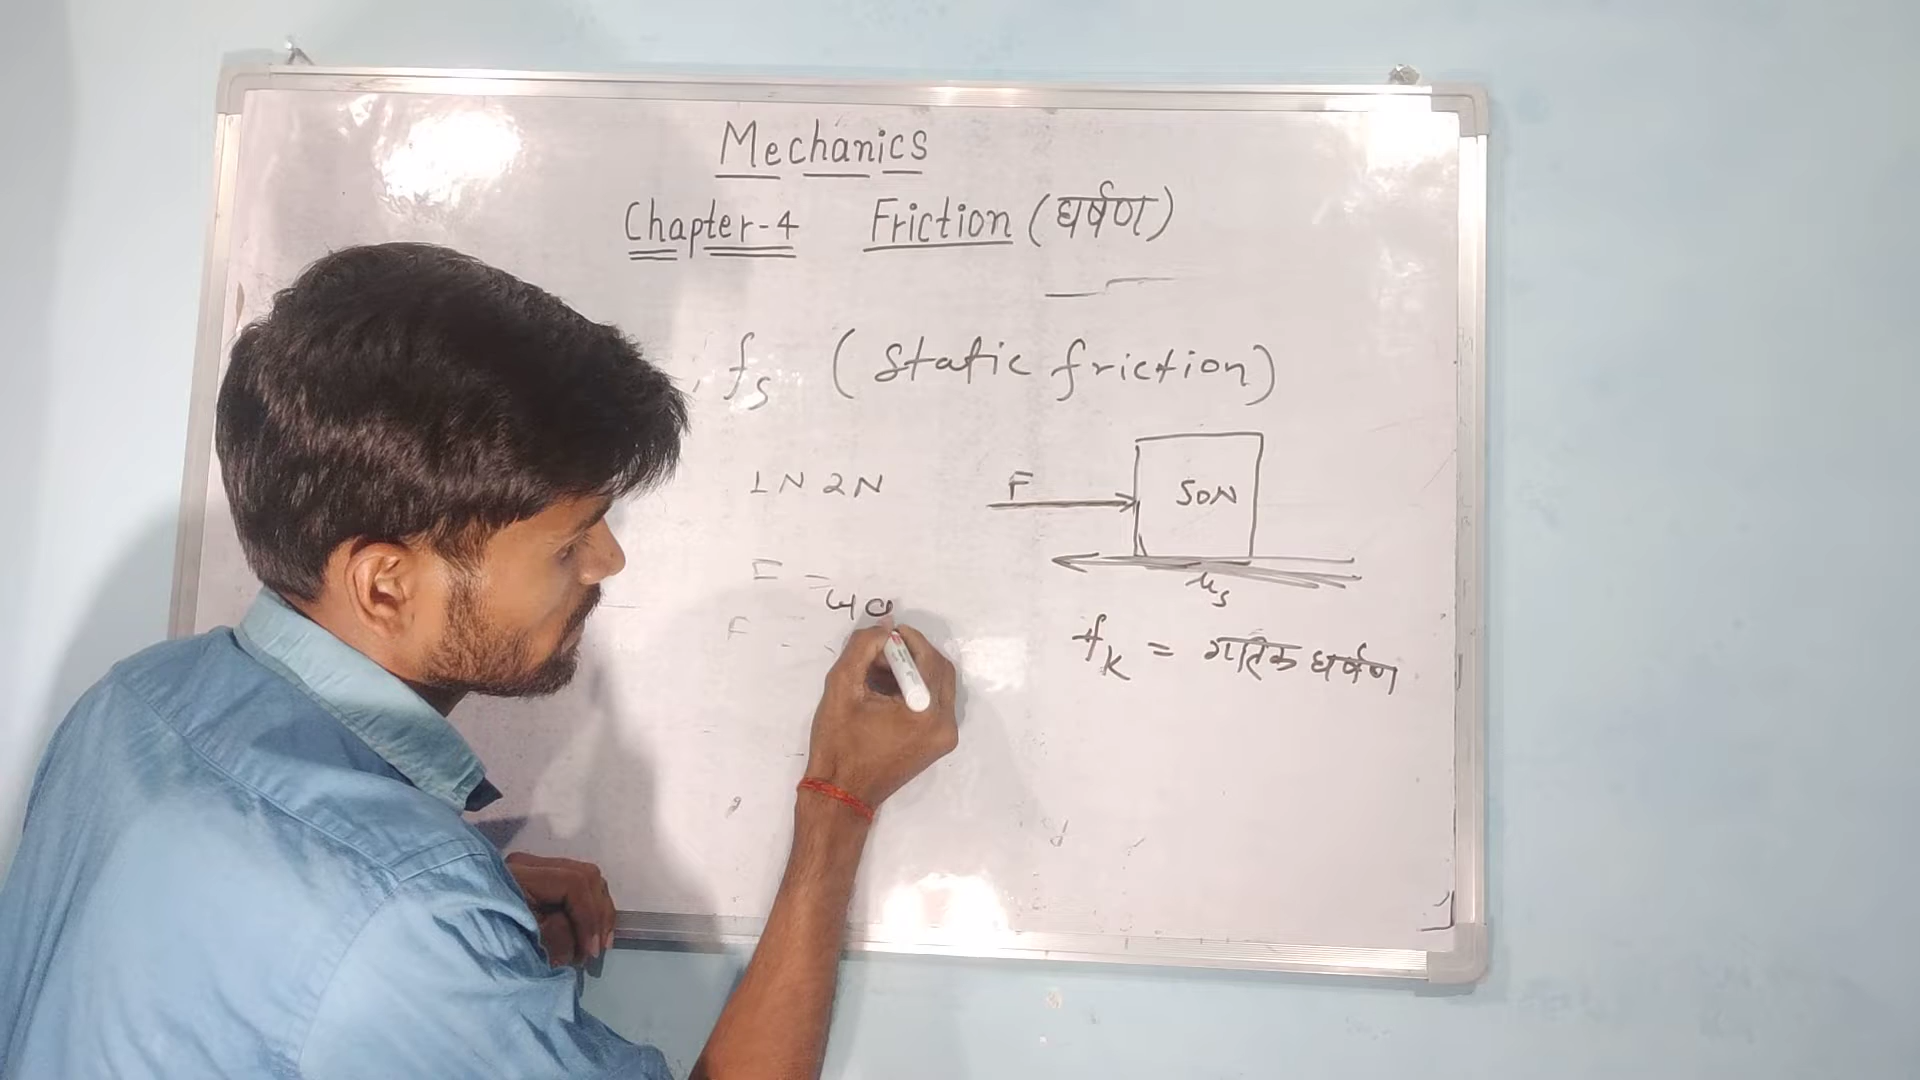 Mechanics
Chapter-4 Friction (घर्षण)
fs (Static friction)
1N 2N
F
50N
F =
40
μs
F
fk = गतिक घर्षण